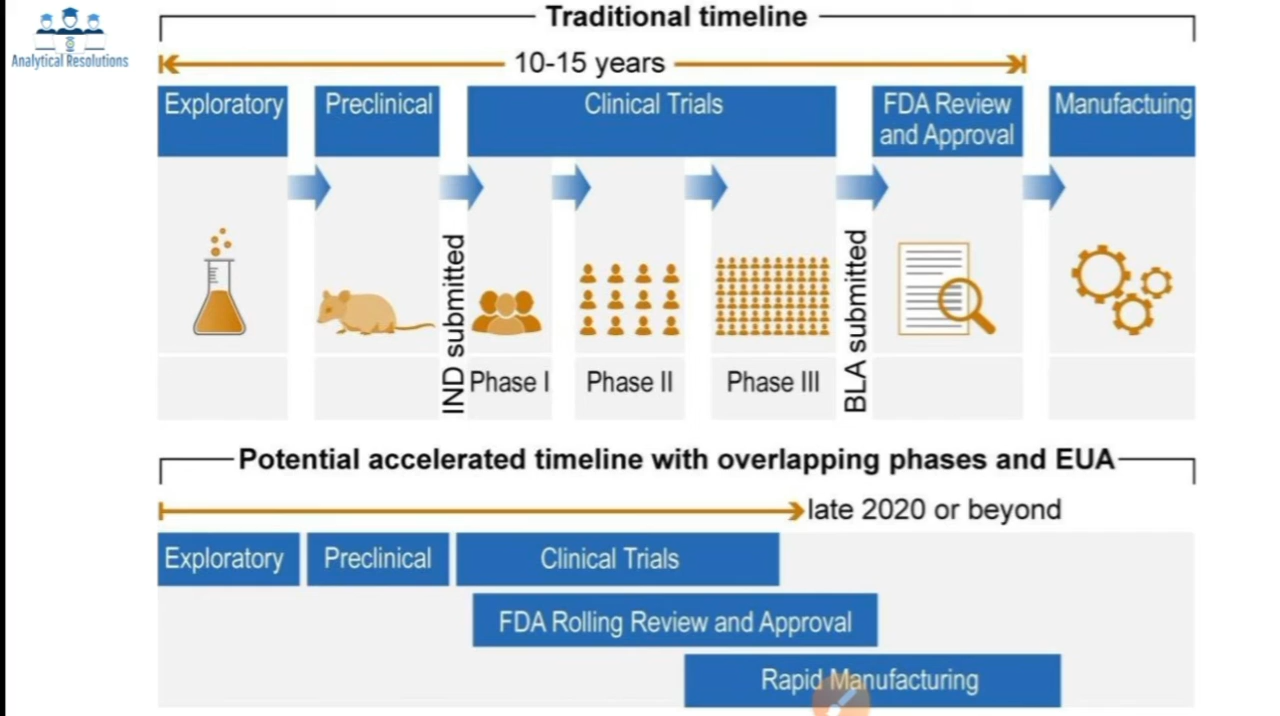 Analytical Resolutions
Traditional timeline
10-15 years
Exploratory
Preclinical
Clinical Trials
FDA Review
and Approval
Manufactuing
IND submitted
BLA submitted
Phase I
Phase II
Phase III
Potential accelerated timeline with overlapping phases and EUA
late 2020 or beyond
Exploratory
Preclinical
Clinical Trials
FDA Rolling Review and Approval
Rapid Manufacturing